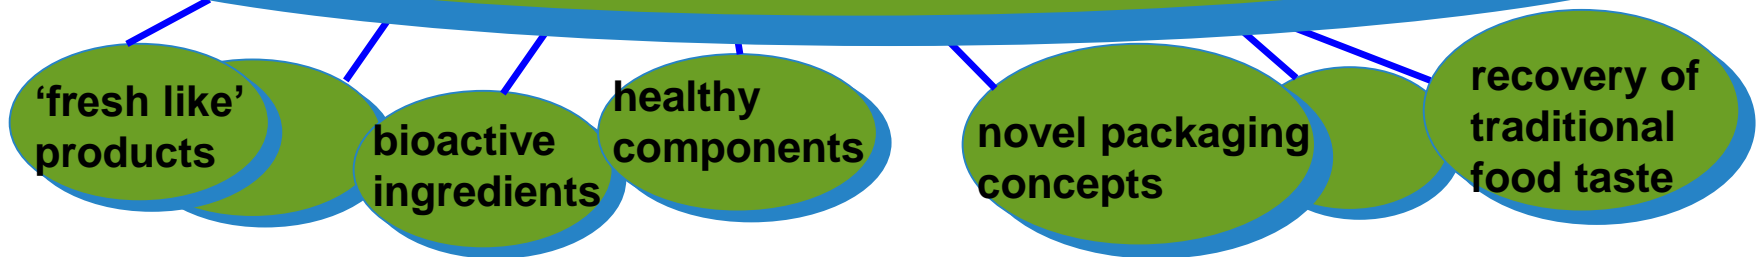 ‘fresh like’
products
bioactive
ingredients
healthy
components
novel packaging
concepts
recovery of
traditional
food taste